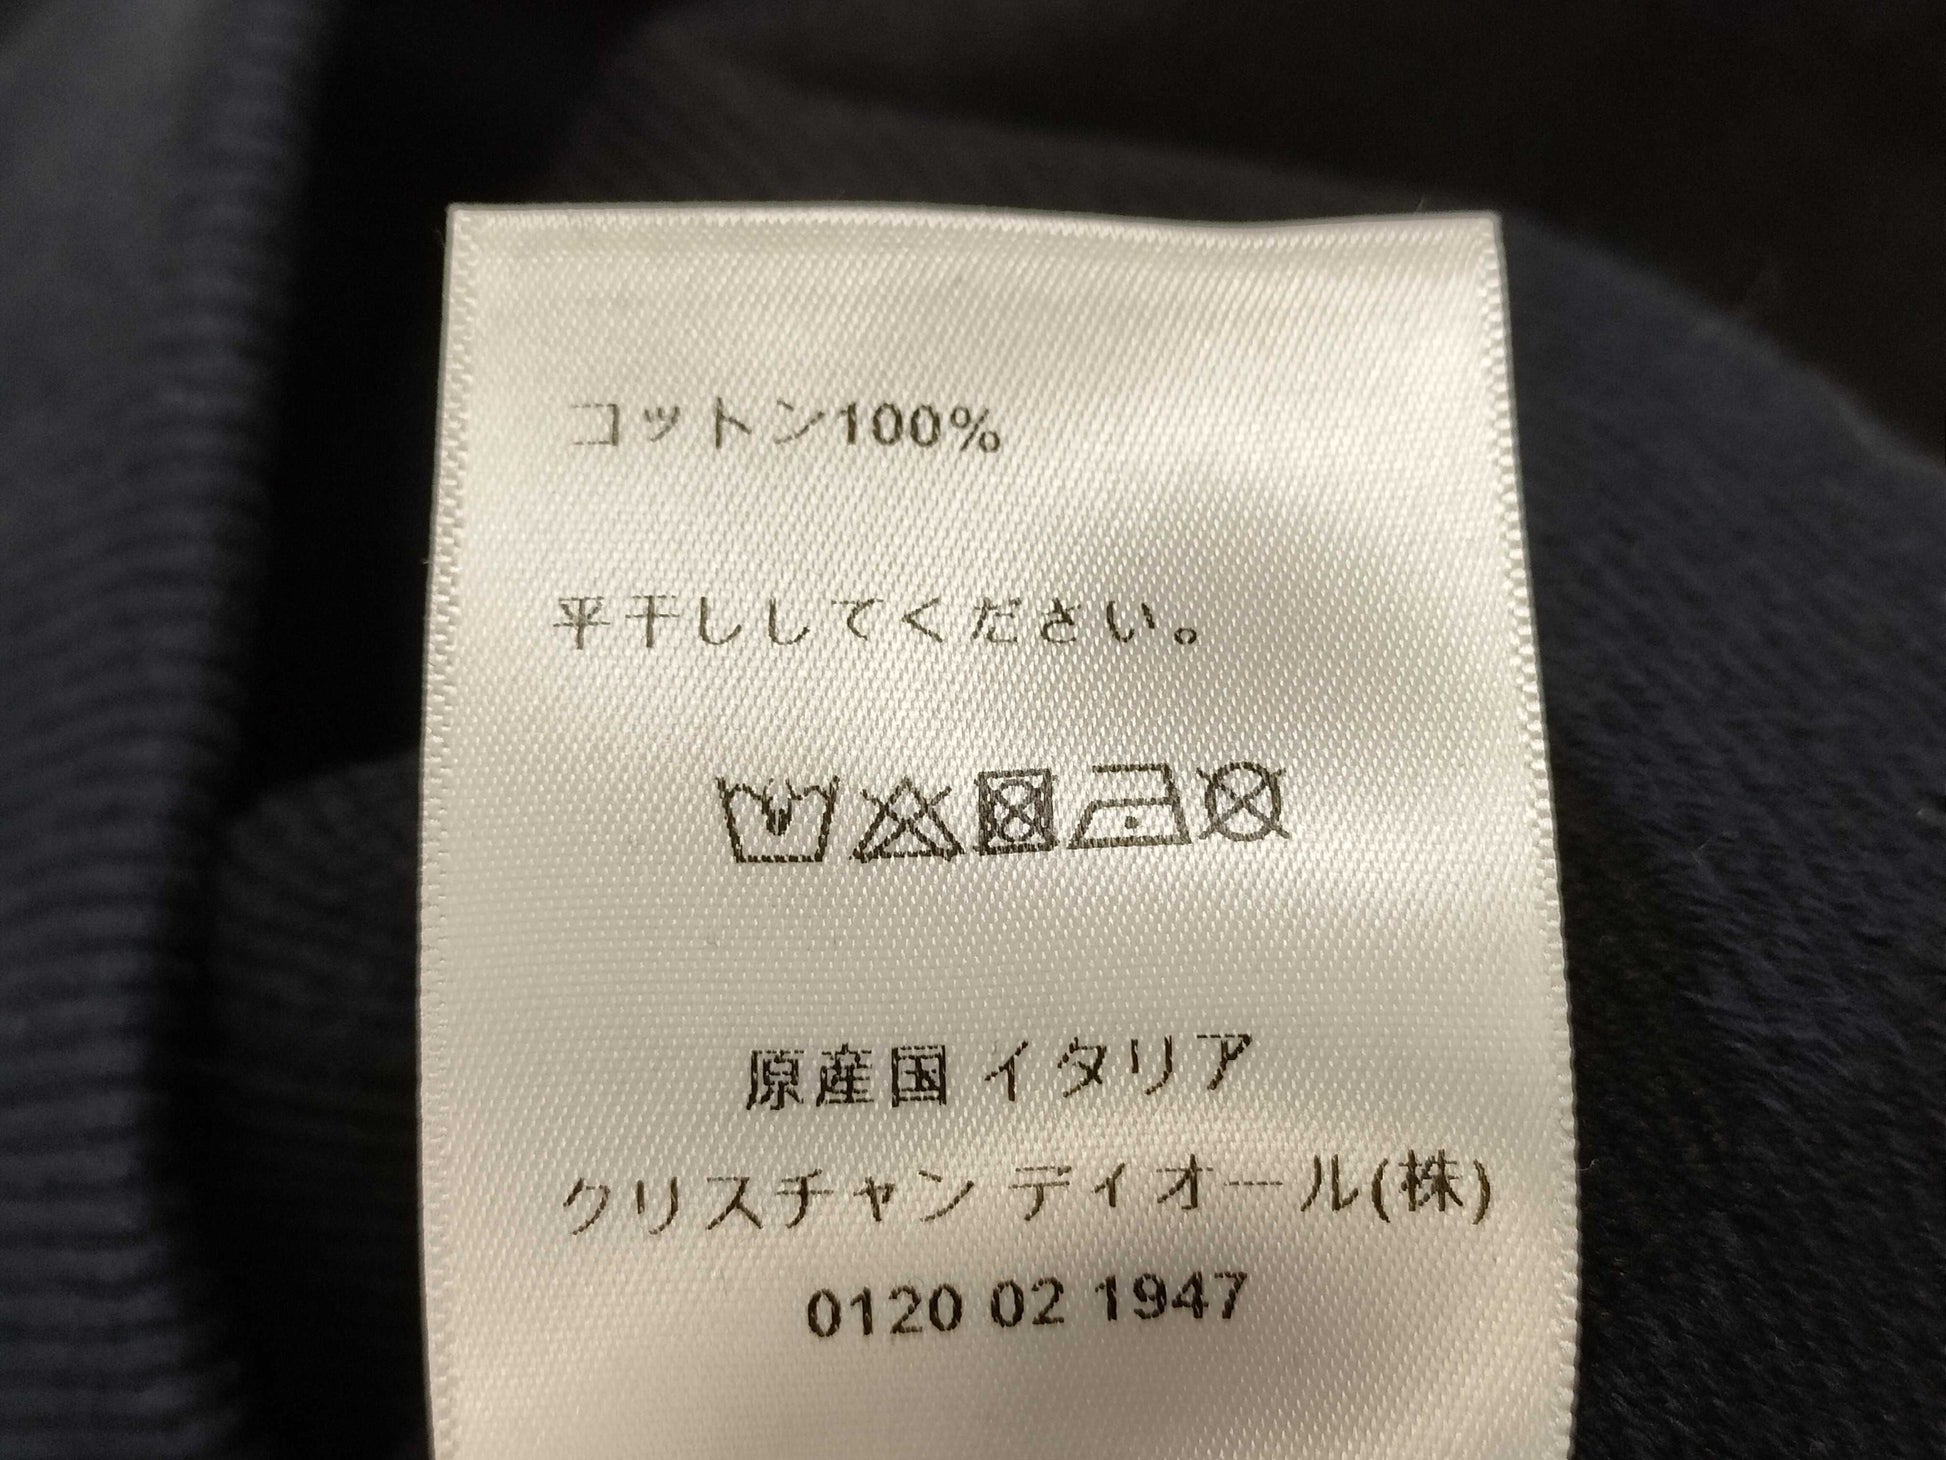 コットン100%
平干ししてください。
原産国 イタリア
クリスチャン ディオール(株)
0120 02 1947